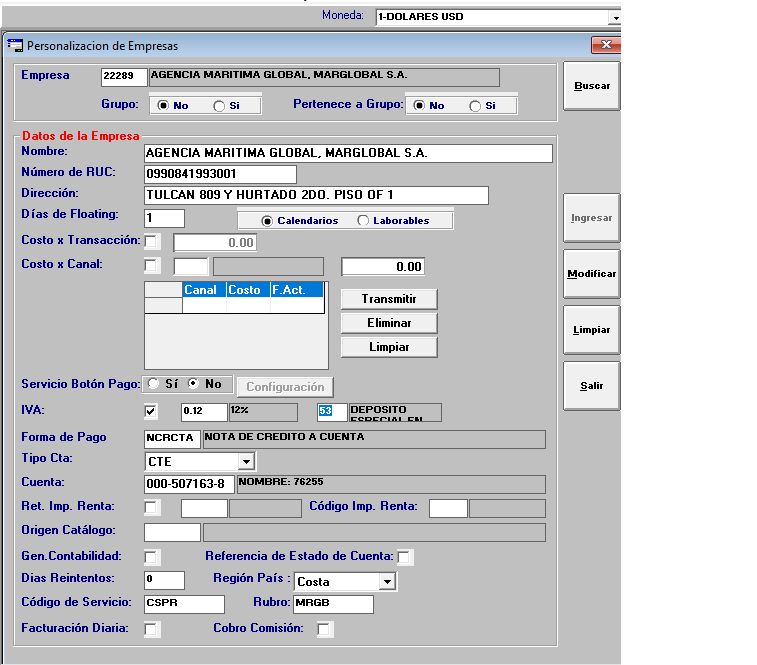 Moneda: 1-DOLARES USD
Personalizacion de Empresas
Empresa 22289 AGENCIA MARITIMA GLOBAL, MARGLOBAL S.A.
Buscar
Grupo: No Si Pertenece a Grupo: No Si
Datos de la Empresa
Nombre: AGENCIA MARITIMA GLOBAL, MARGLOBAL S.A.
Número de RUC: 0990841993001
Dirección: TULCAN 809 Y HURTADO 2DO. PISO OF 1
Días de Floating: 1 Calendarios Laborables
Ingresar
Costo x Transacción: 0.00
Costo x Canal: 0.00
Modificar
Canal Costo F.Act.
Transmitir
Eliminar
Limpiar
Limpiar
Servicio Botón Pago: Sí No Configuración
Salir
IVA: 0.12 12% 53 DEPOSITO
ESPECIAL EN
Forma de Pago NCRCTA NOTA DE CREDITO A CUENTA
Tipo Cta: CTE
Cuenta: 000-507163-8 NOMBRE: 76255
Ret. Imp. Renta: Código Imp. Renta:
Origen Catálogo:
Gen.Contabilidad: Referencia de Estado de Cuenta:
Dias Reintentos: 0 Región País : Costa
Código de Servicio: CSPR Rubro: MRGB
Facturación Diaria: Cobro Comisión: